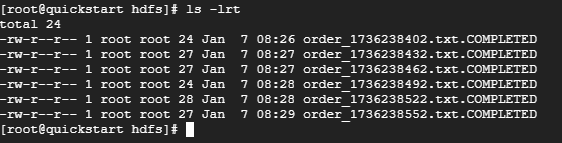 [root@quickstart hdfs]# ls -lrt
total 24
-rw-r--r-- 1 root root 24 Jan  7 08:26 order_1736238402.txt.COMPLETED
-rw-r--r-- 1 root root 27 Jan  7 08:27 order_1736238432.txt.COMPLETED
-rw-r--r-- 1 root root 27 Jan  7 08:27 order_1736238462.txt.COMPLETED
-rw-r--r-- 1 root root 24 Jan  7 08:28 order_1736238492.txt.COMPLETED
-rw-r--r-- 1 root root 28 Jan  7 08:28 order_1736238522.txt.COMPLETED
-rw-r--r-- 1 root root 27 Jan  7 08:29 order_1736238552.txt.COMPLETED
[root@quickstart hdfs]#